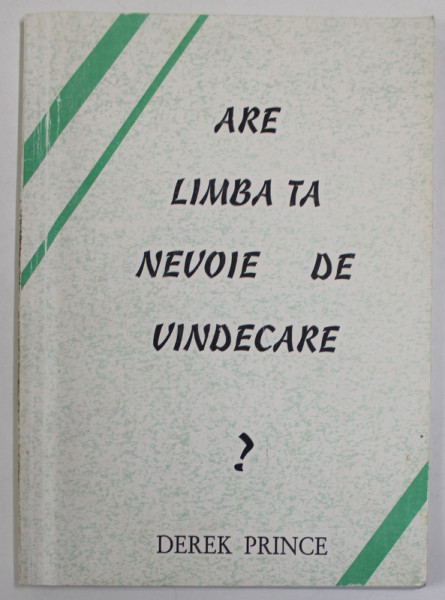 ARE
LIMBA TA
NEVOIE DE
VINDECARE
?
DEREK PRINCE